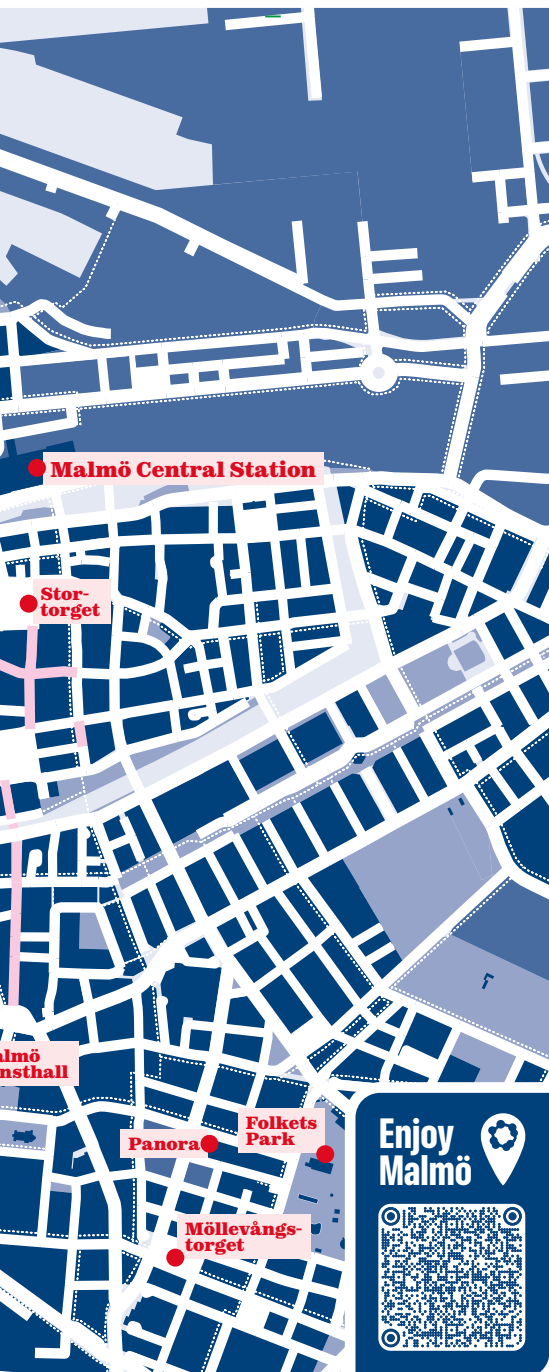 Malmö Central Station
Stor-
torget
almö
nsthall
Folkets
Park
Panora
Möllevångs-
torget
Enjoy
Malmö